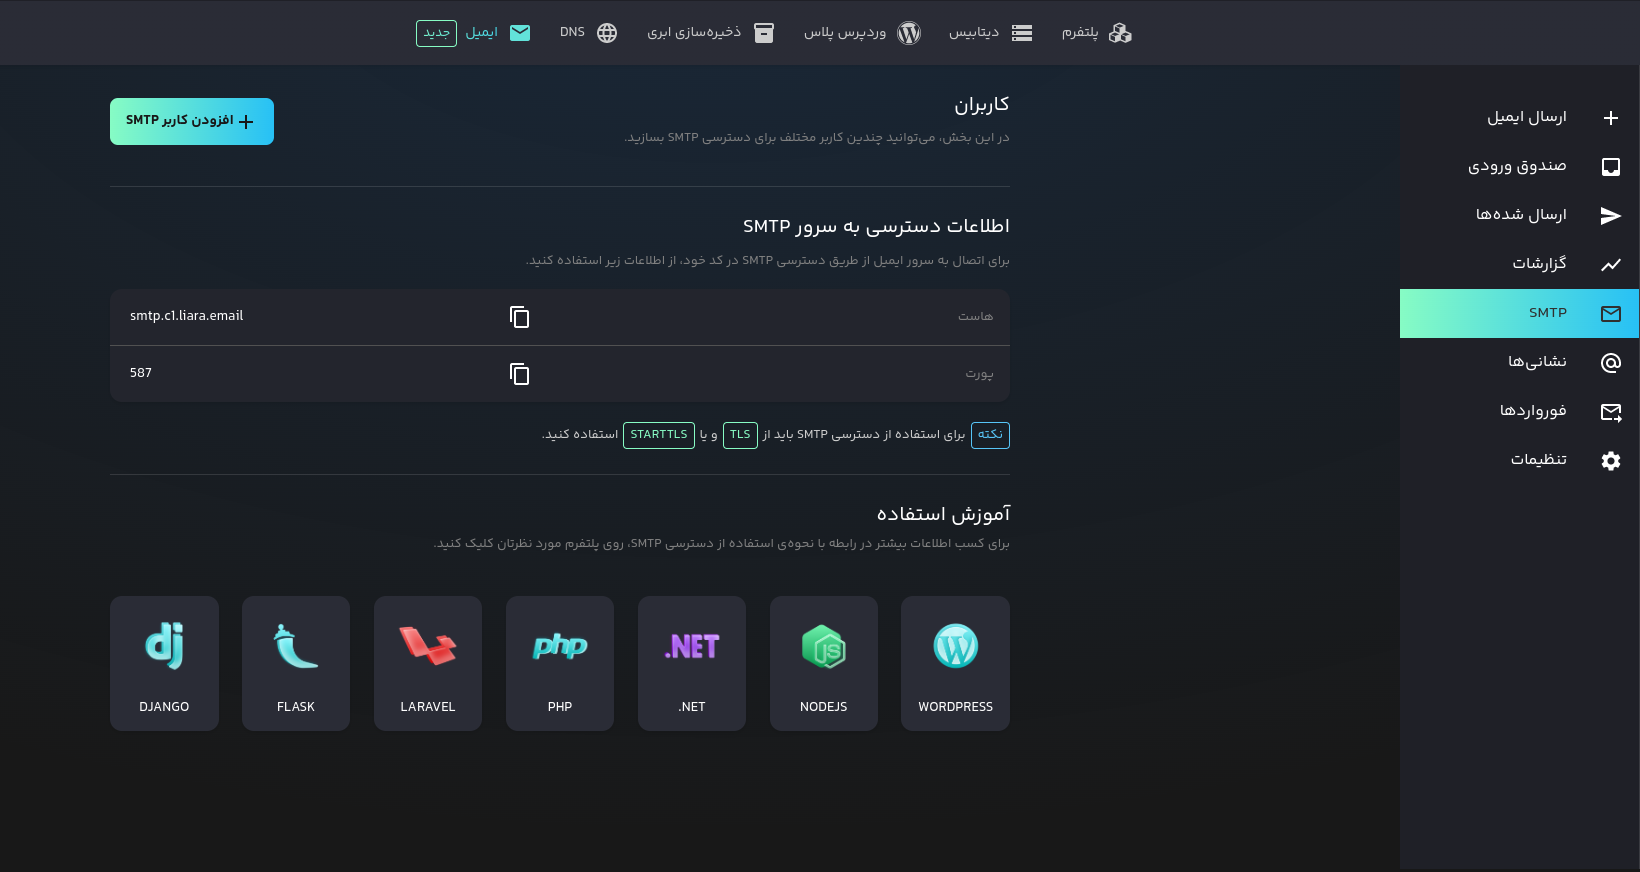 پلتفرم
دیتابیس
وردپرس پلاس
ذخیره‌سازی ابری
DNS
ایمیل
جدید
ارسال ایمیل
صندوق ورودی
ارسال شده‌ها
گزارشات
SMTP
نشانی‌ها
فورواردها
تنظیمات
کاربران
افزودن کاربر SMTP
در این بخش، می‌توانید چندین کاربر مختلف برای دسترسی SMTP بسازید.
اطلاعات دسترسی به سرور SMTP
برای اتصال به سرور ایمیل از طریق دسترسی SMTP در کد خود، از اطلاعات زیر استفاده کنید.
هاست
smtp.c1.liara.email
پورت
587
نکته برای استفاده از دسترسی SMTP باید از TLS و یا STARTTLS استفاده کنید.
آموزش استفاده
برای کسب اطلاعات بیشتر در رابطه با نحوه‌ی استفاده از دسترسی SMTP، روی پلتفرم مورد نظرتان کلیک کنید.
JS
WORDPRESS
NODEJS
.NET
.NET
php
PHP
LARAVEL
FLASK
dj
DJANGO